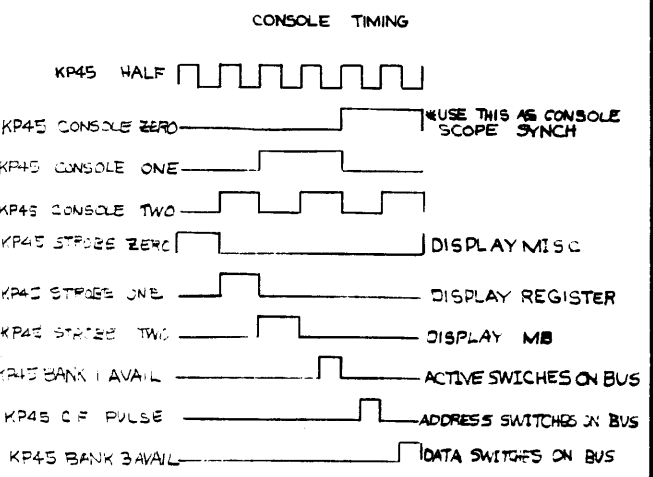 CONSOLE TIMING
KP45 HALF
KP45 CONSOLE ZERO
*USE THIS AS CONSOLE
SCOPE SYNCH
KP45 CONSOLE ONE
KP45 CONSOLE TWO
KP45 STROBE ZERO
DISPLAY MISC
KP45 STROBE ONE
DISPLAY REGISTER
KP45 STROBE TWO
DISPLAY MB
KP45 BANK 1 AVAIL
ACTIVE SWICHES ON BUS
KP45 CF PULSE
ADDRESS SWITCHES ON BUS
KP45 BANK 3 AVAIL
DATA SWITCHES ON BUS